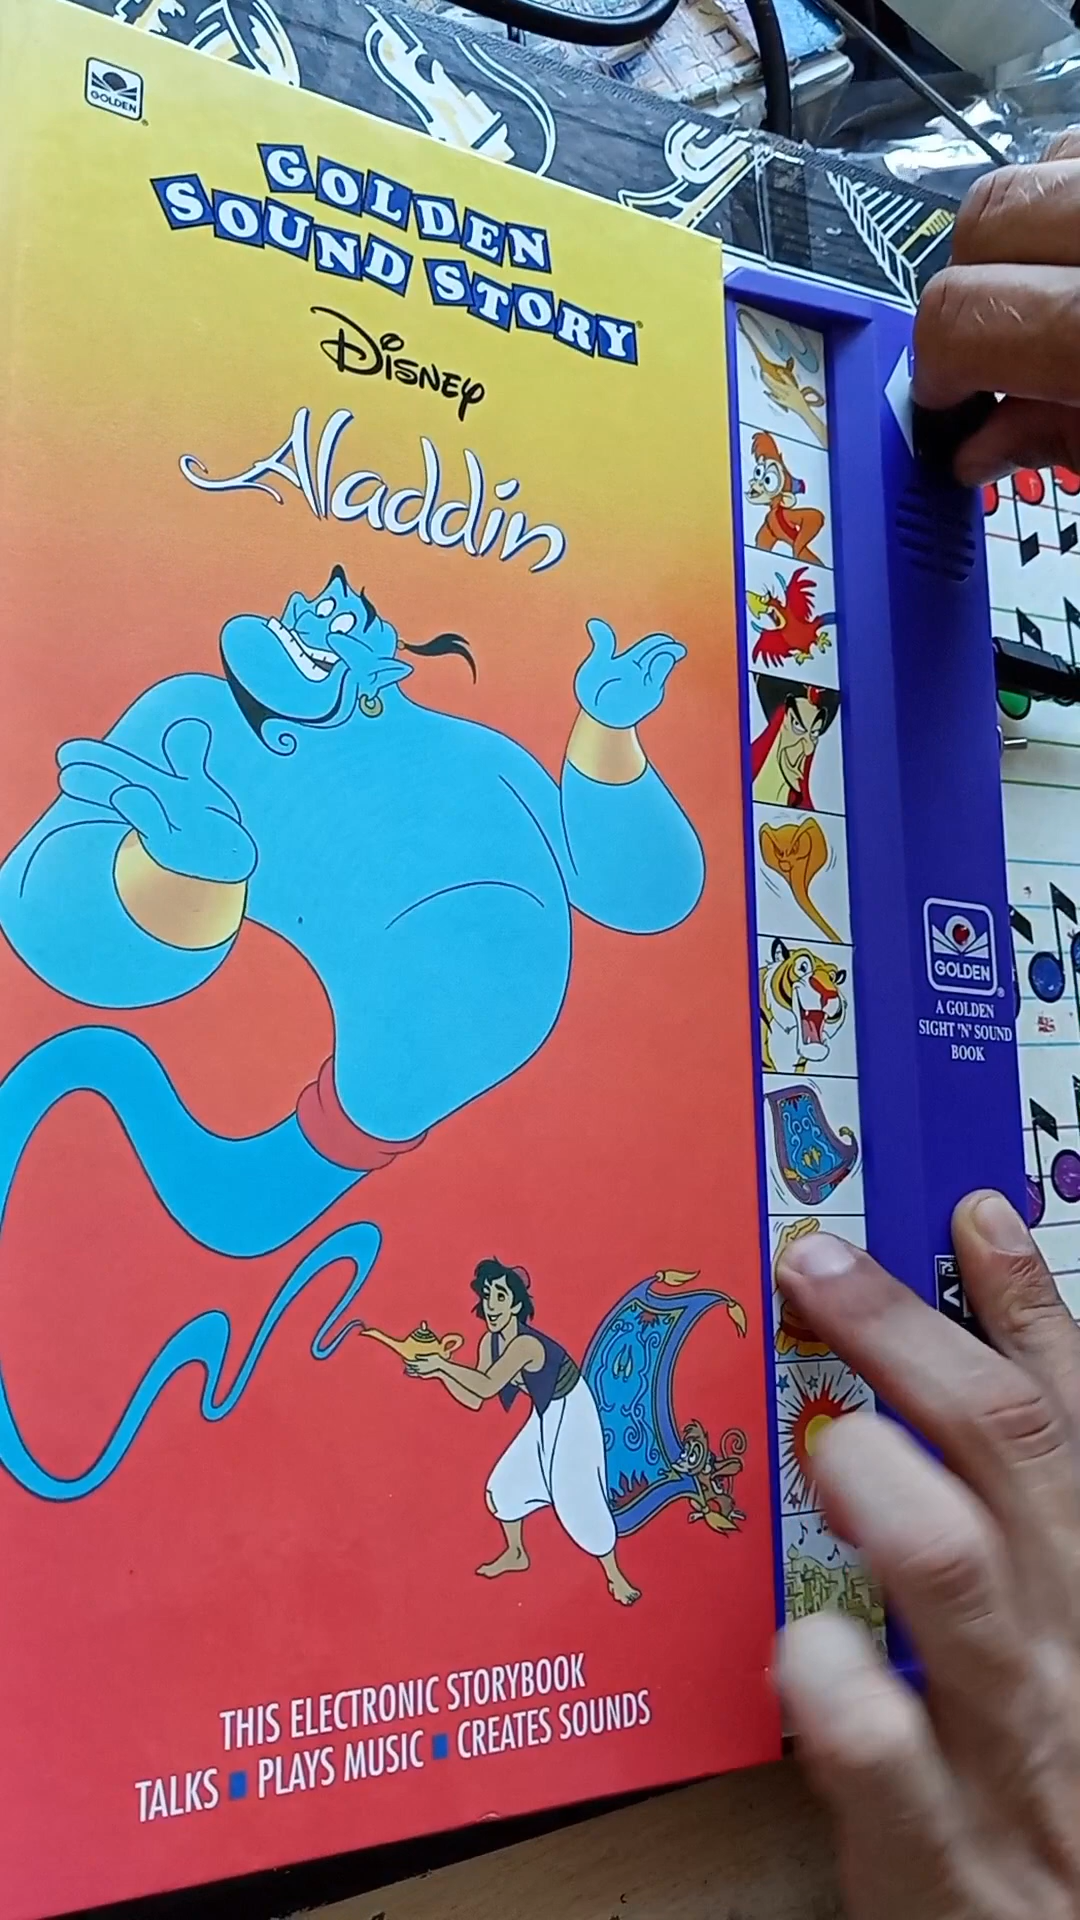 GOLDEN
GOLDEN
SOUND STORY
DISNEY
Aladdin
GOLDEN
A GOLDEN
SIGHT 'N' SOUND
BOOK
THIS ELECTRONIC STORYBOOK
TALKS ■ PLAYS MUSIC ■ CREATES SOUNDS